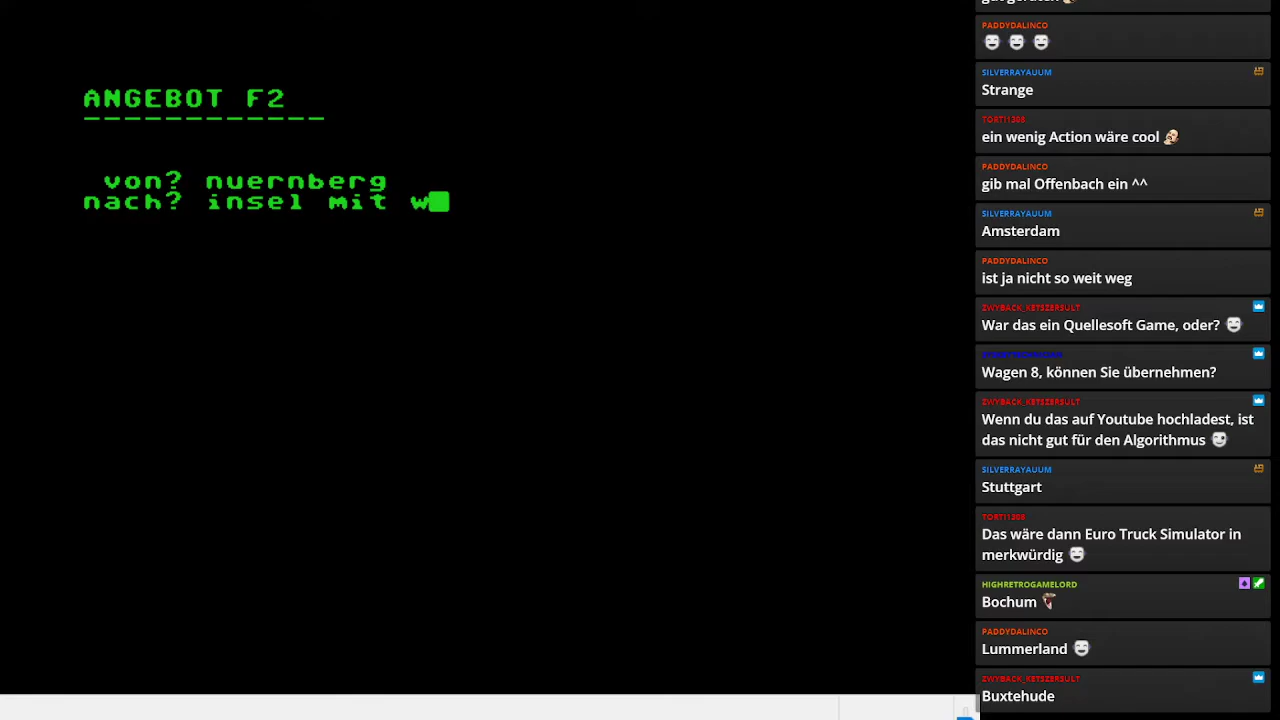 ANGEBOT F2
------------
von? nuernberg
nach? insel mit w
PADDYDALINCO
SILVERRAYAUUM
Strange
TORTI1308
ein wenig Action wäre cool
PADDYDALINCO
gib mal Offenbach ein ^^
SILVERRAYAUUM
Amsterdam
PADDYDALINCO
ist ja nicht so weit weg
ZWYBACK_KETSZERSULT
War das ein Quellesoft Game, oder?
Wagen 8, können Sie übernehmen?
ZWYBACK_KETSZERSULT
Wenn du das auf Youtube hochladest, ist
das nicht gut für den Algorithmus
SILVERRAYAUUM
Stuttgart
TORTI1308
Das wäre dann Euro Truck Simulator in
merkwürdig
HIGHRETROGAMELORD
Bochum
PADDYDALINCO
Lummerland
ZWYBACK_KETSZERSULT
Buxtehude